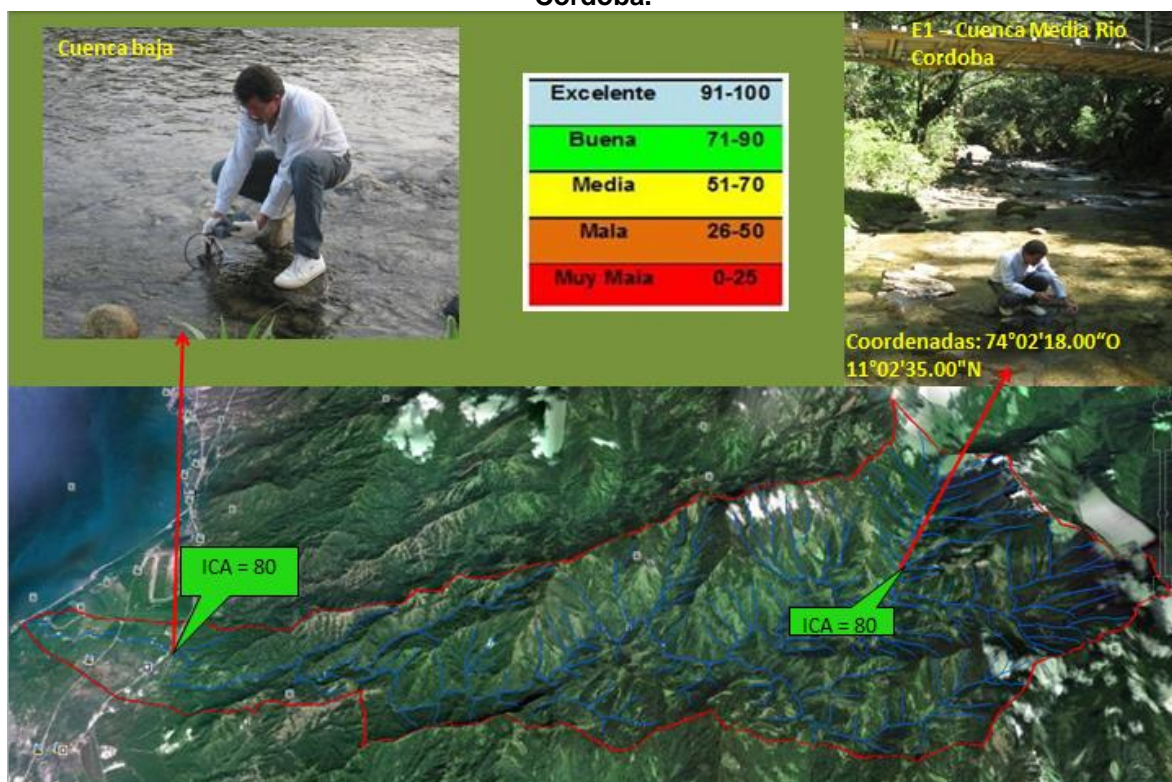 Córdoba.
Cuenca baja
Excelente 91-100
Buena 71-90
Media 51-70
Mala 26-50
Muy Mala 0-25
E1 – Cuenca Media Rio
Cordoba
Coordenadas: 74°02'18.00“O
11°02'35.00"N
ICA = 80
ICA = 80